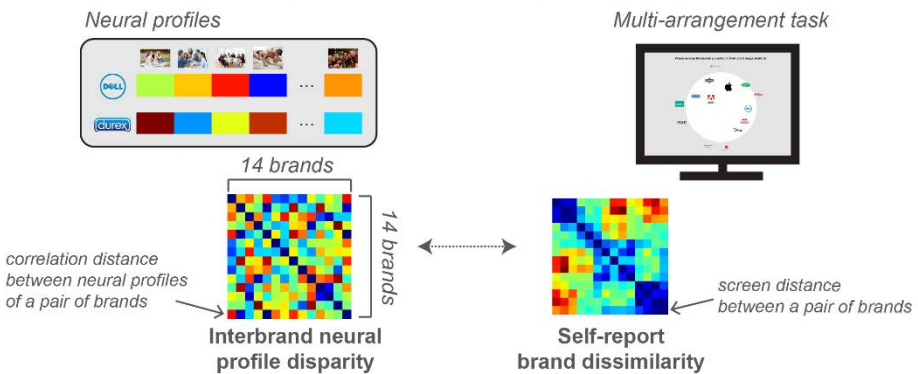 Neural profiles
Multi-arrangement task
DELL
durex
14 brands
14 brands
correlation distance
between neural profiles
of a pair of brands
screen distance
between a pair of brands
Interbrand neural
profile disparity
Self-report
brand dissimilarity